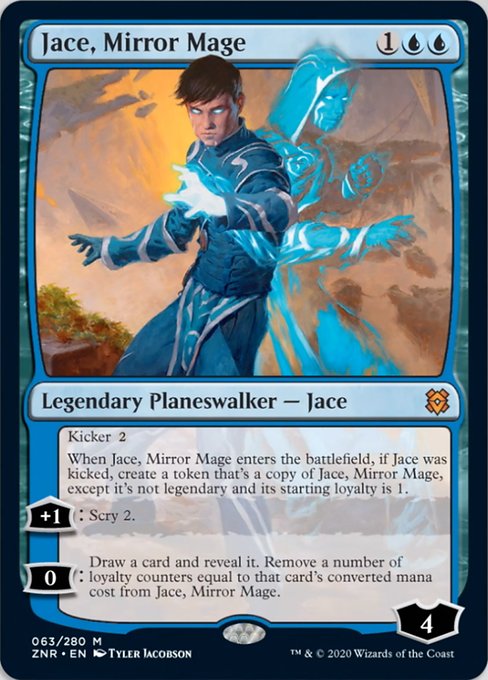 Jace, Mirror Mage 1
Legendary Planeswalker — Jace
Kicker 2
When Jace, Mirror Mage enters the battlefield, if Jace was
kicked, create a token that's a copy of Jace, Mirror Mage,
except it's not legendary and its starting loyalty is 1.
+1: Scry 2.
Draw a card and reveal it. Remove a number of
0: loyalty counters equal to that card's converted mana
cost from Jace, Mirror Mage.
4
063/280 M
ZNR • EN Tyler Jacobson ™ & © 2020 Wizards of the Coast